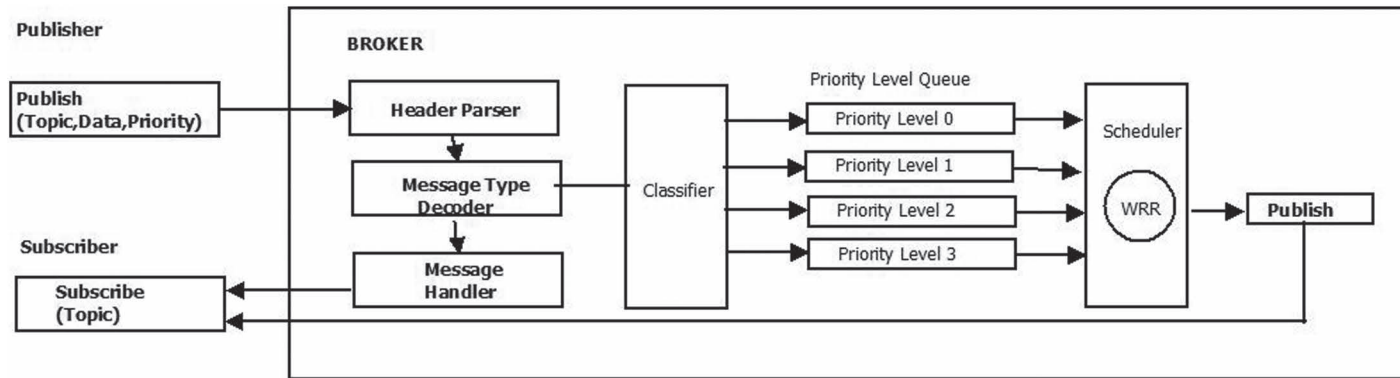 Publisher
BROKER
Publish
(Topic,Data,Priority)
Header Parser
Message Type
Decoder
Message
Handler
Subscriber
Subscribe
(Topic)
Classifier
Priority Level Queue
Priority Level 0
Priority Level 1
Priority Level 2
Priority Level 3
Scheduler
WRR
Publish